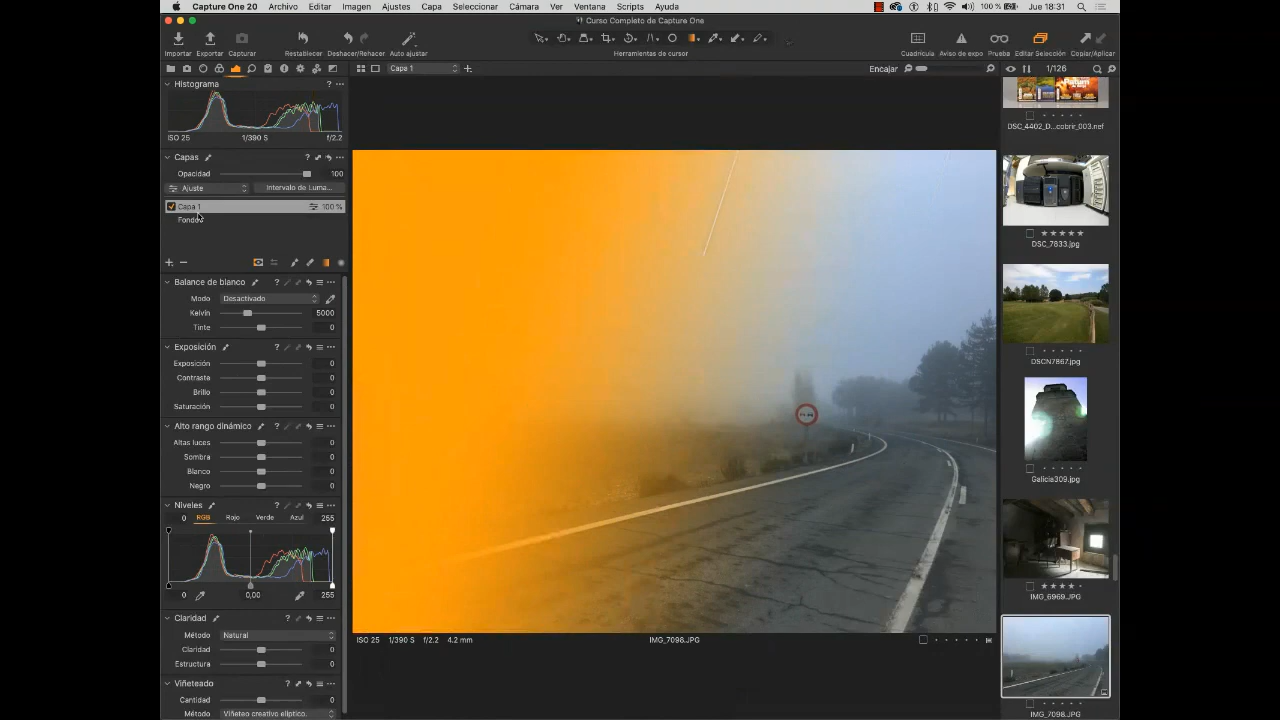 Capture One 20 Archivo Editar Imagen Ajustes Capa Seleccionar Cámara Ver Ventana Scripts Ayuda 100 % Jue 18:31
Curso Completo de Capture One
Importar Exportar Capturar Restablecer Deshacer/Rehacer Auto ajustar Herramientas de cursor Cuadrícula Aviso de expo Prueba Editar Selección Copiar/Aplicar
Capa 1 Encajar 1/126
Histograma
ISO 25 1/390 S f/2.2
Capas
Opacidad 100
Ajuste Intervalo de Luma...
Capa 1 100 %
Fondo
Balance de blanco
Modo Desactivado
Kelvin 5000
Tinte 0
Exposición
Exposición 0
Contraste 0
Brillo 0
Saturación 0
Alto rango dinámico
Altas luces 0
Sombra 0
Blanco 0
Negro 0
Niveles
0 RGB Rojo Verde Azul 255
0 0,00 255
Claridad
Método Natural
Claridad 0
Estructura 0
Viñeteado
Cantidad 0
Método Viñeteo creativo elíptico.
ISO 25 1/390 S f/2.2 4.2 mm IMG_7098.JPG
DSC_4402_D...cobrir_003.nef
DSC_7833.jpg
DSCN7867.jpg
Galicia309.jpg
IMG_6969.JPG
IMG_7098.JPG